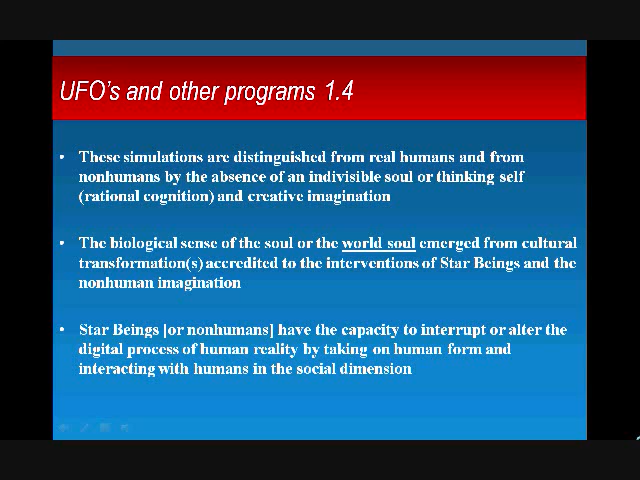 UFO's and other programs 1.4
• These simulations are distinguished from real humans and from
nonhumans by the absence of an indivisible soul or thinking self
(rational cognition) and creative imagination
• The biological sense of the soul or the world soul emerged from cultural
transformation(s) accredited to the interventions of Star Beings and the
nonhuman imagination
• Star Beings [or nonhumans] have the capacity to interrupt or alter the
digital process of human reality by taking on human form and
interacting with humans in the social dimension